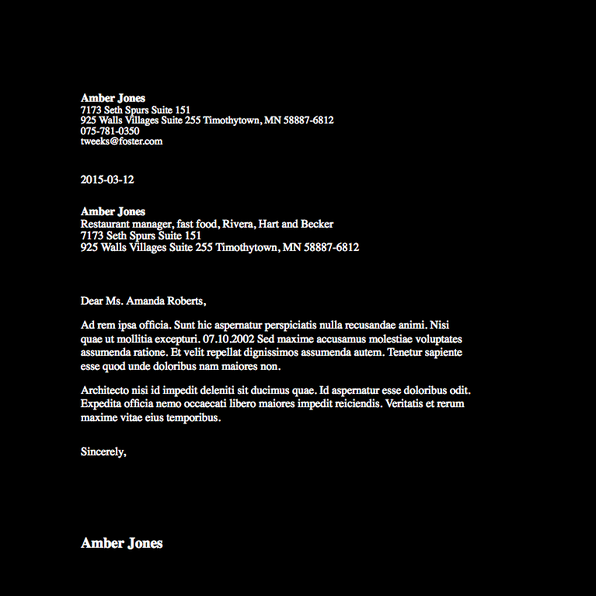 Amber Jones
7173 Seth Spurs Suite 151
925 Walls Villages Suite 255 Timothytown, MN 58887-6812
075-781-0350
tweeks@foster.com
2015-03-12
Amber Jones
Restaurant manager, fast food, Rivera, Hart and Becker
7173 Seth Spurs Suite 151
925 Walls Villages Suite 255 Timothytown, MN 58887-6812
Dear Ms. Amanda Roberts,
Ad rem ipsa officia. Sunt hic aspernatur perspiciatis nulla recusandae animi. Nisi
quae ut mollitia excepturi. 07.10.2002 Sed maxime accusamus molestiae voluptates
assumenda ratione. Et velit repellat dignissimos assumenda autem. Tenetur sapiente
esse quod unde doloribus nam maiores non.
Architecto nisi id impedit deleniti sit ducimus quae. Id aspernatur esse doloribus odit.
Expedita officia nemo occaecati libero maiores impedit reiciendis. Veritatis et rerum
maxime vitae eius temporibus.
Sincerely,
Amber Jones